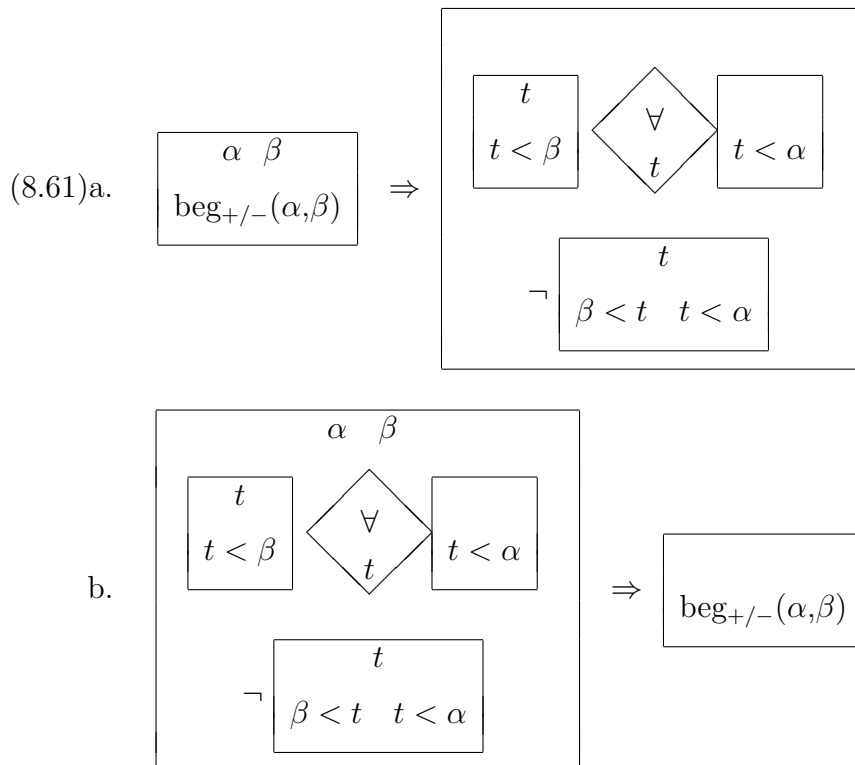 t
∀
t < β
t < α
t
α β
(8.61)a.
⇒
beg+/−(α,β)
t
¬
β < t t < α
α β
t
∀
t < β
t < α
t
b.
⇒
beg+/−(α,β)
t
¬
β < t t < α